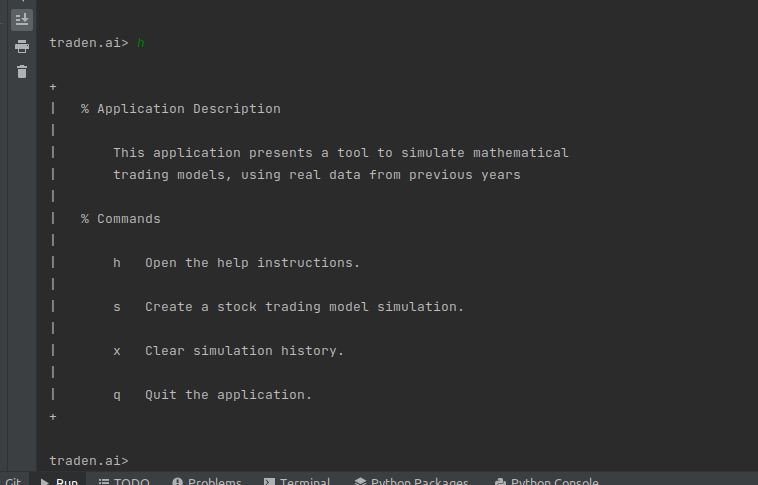 traden.ai> h
+
| % Application Description
|
| This application presents a tool to simulate mathematical
| trading models, using real data from previous years
|
| % Commands
|
| h Open the help instructions.
|
| s Create a stock trading model simulation.
|
| x Clear simulation history.
|
| q Quit the application.
+
traden.ai>
Git Run TODO Problems Terminal Python Packages Python Console